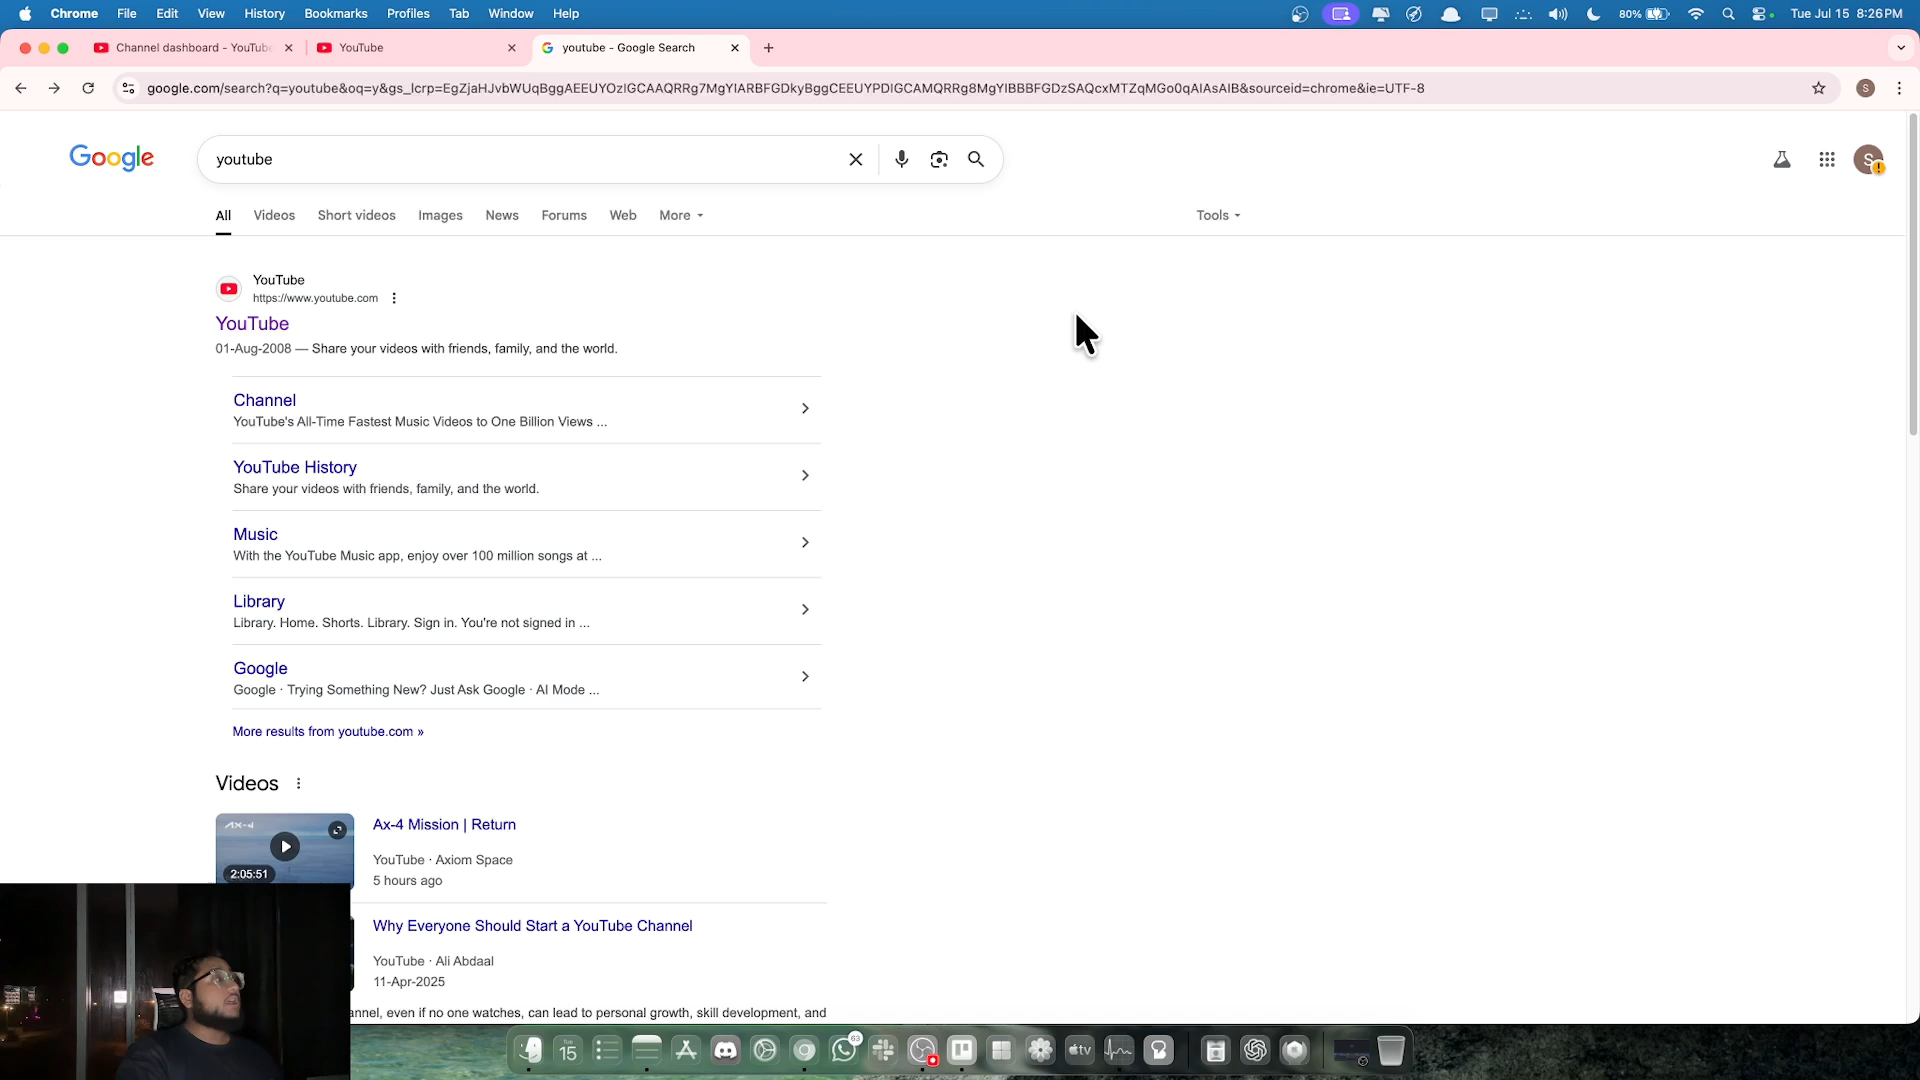 Chrome File Edit View History Bookmarks Profiles Tab Window Help 80% Tue Jul 15 8:26 PM
Channel dashboard - YouTube YouTube youtube - Google Search
google.com/search?q=youtube&oq=y&gs_lcrp=EgZjaHJvbWUqBggAEEUYOzIGCAAQRRg7MgYIARBFGDkyBggCEEUYPDIGCAMQRRg8MgYIBBBFGDzSAQcxMTZqMGo0qAIAsAIB&sourceid=chrome&ie=UTF-8 S
Google youtube S
All Videos Short videos Images News Forums Web More Tools
YouTube
https://www.youtube.com
YouTube
01-Aug-2008 — Share your videos with friends, family, and the world.
Channel
YouTube's All-Time Fastest Music Videos to One Billion Views ...
YouTube History
Share your videos with friends, family, and the world.
Music
With the YouTube Music app, enjoy over 100 million songs at ...
Library
Library. Home. Shorts. Library. Sign in. You're not signed in ...
Google
Google · Trying Something New? Just Ask Google · AI Mode ...
More results from youtube.com »
Videos
Ax-4
2:05:51
Ax-4 Mission | Return
YouTube · Axiom Space
5 hours ago
Why Everyone Should Start a YouTube Channel
YouTube · Ali Abdaal
11-Apr-2025
annel, even if no one watches, can lead to personal growth, skill development, and
15
63
tv